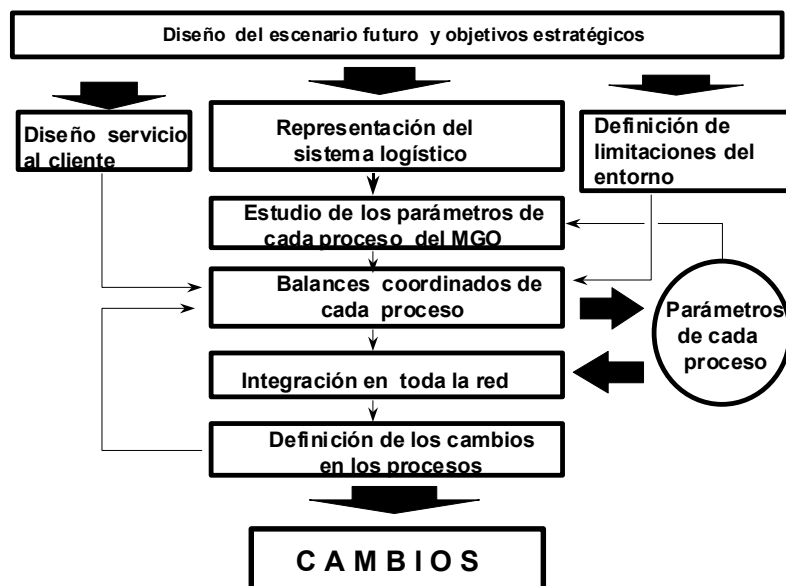 Diseño del escenario futuro y objetivos estratégicos
Diseño servicio
al cliente
Representación del
sistema logístico
Definición de
limitaciones del
entorno
Estudio de los parámetros de
cada proceso del MGO
Balances coordinados de
cada proceso
Parámetros
de cada
proceso
Integración en toda la red
Definición de los cambios
en los procesos
CAMBIOS